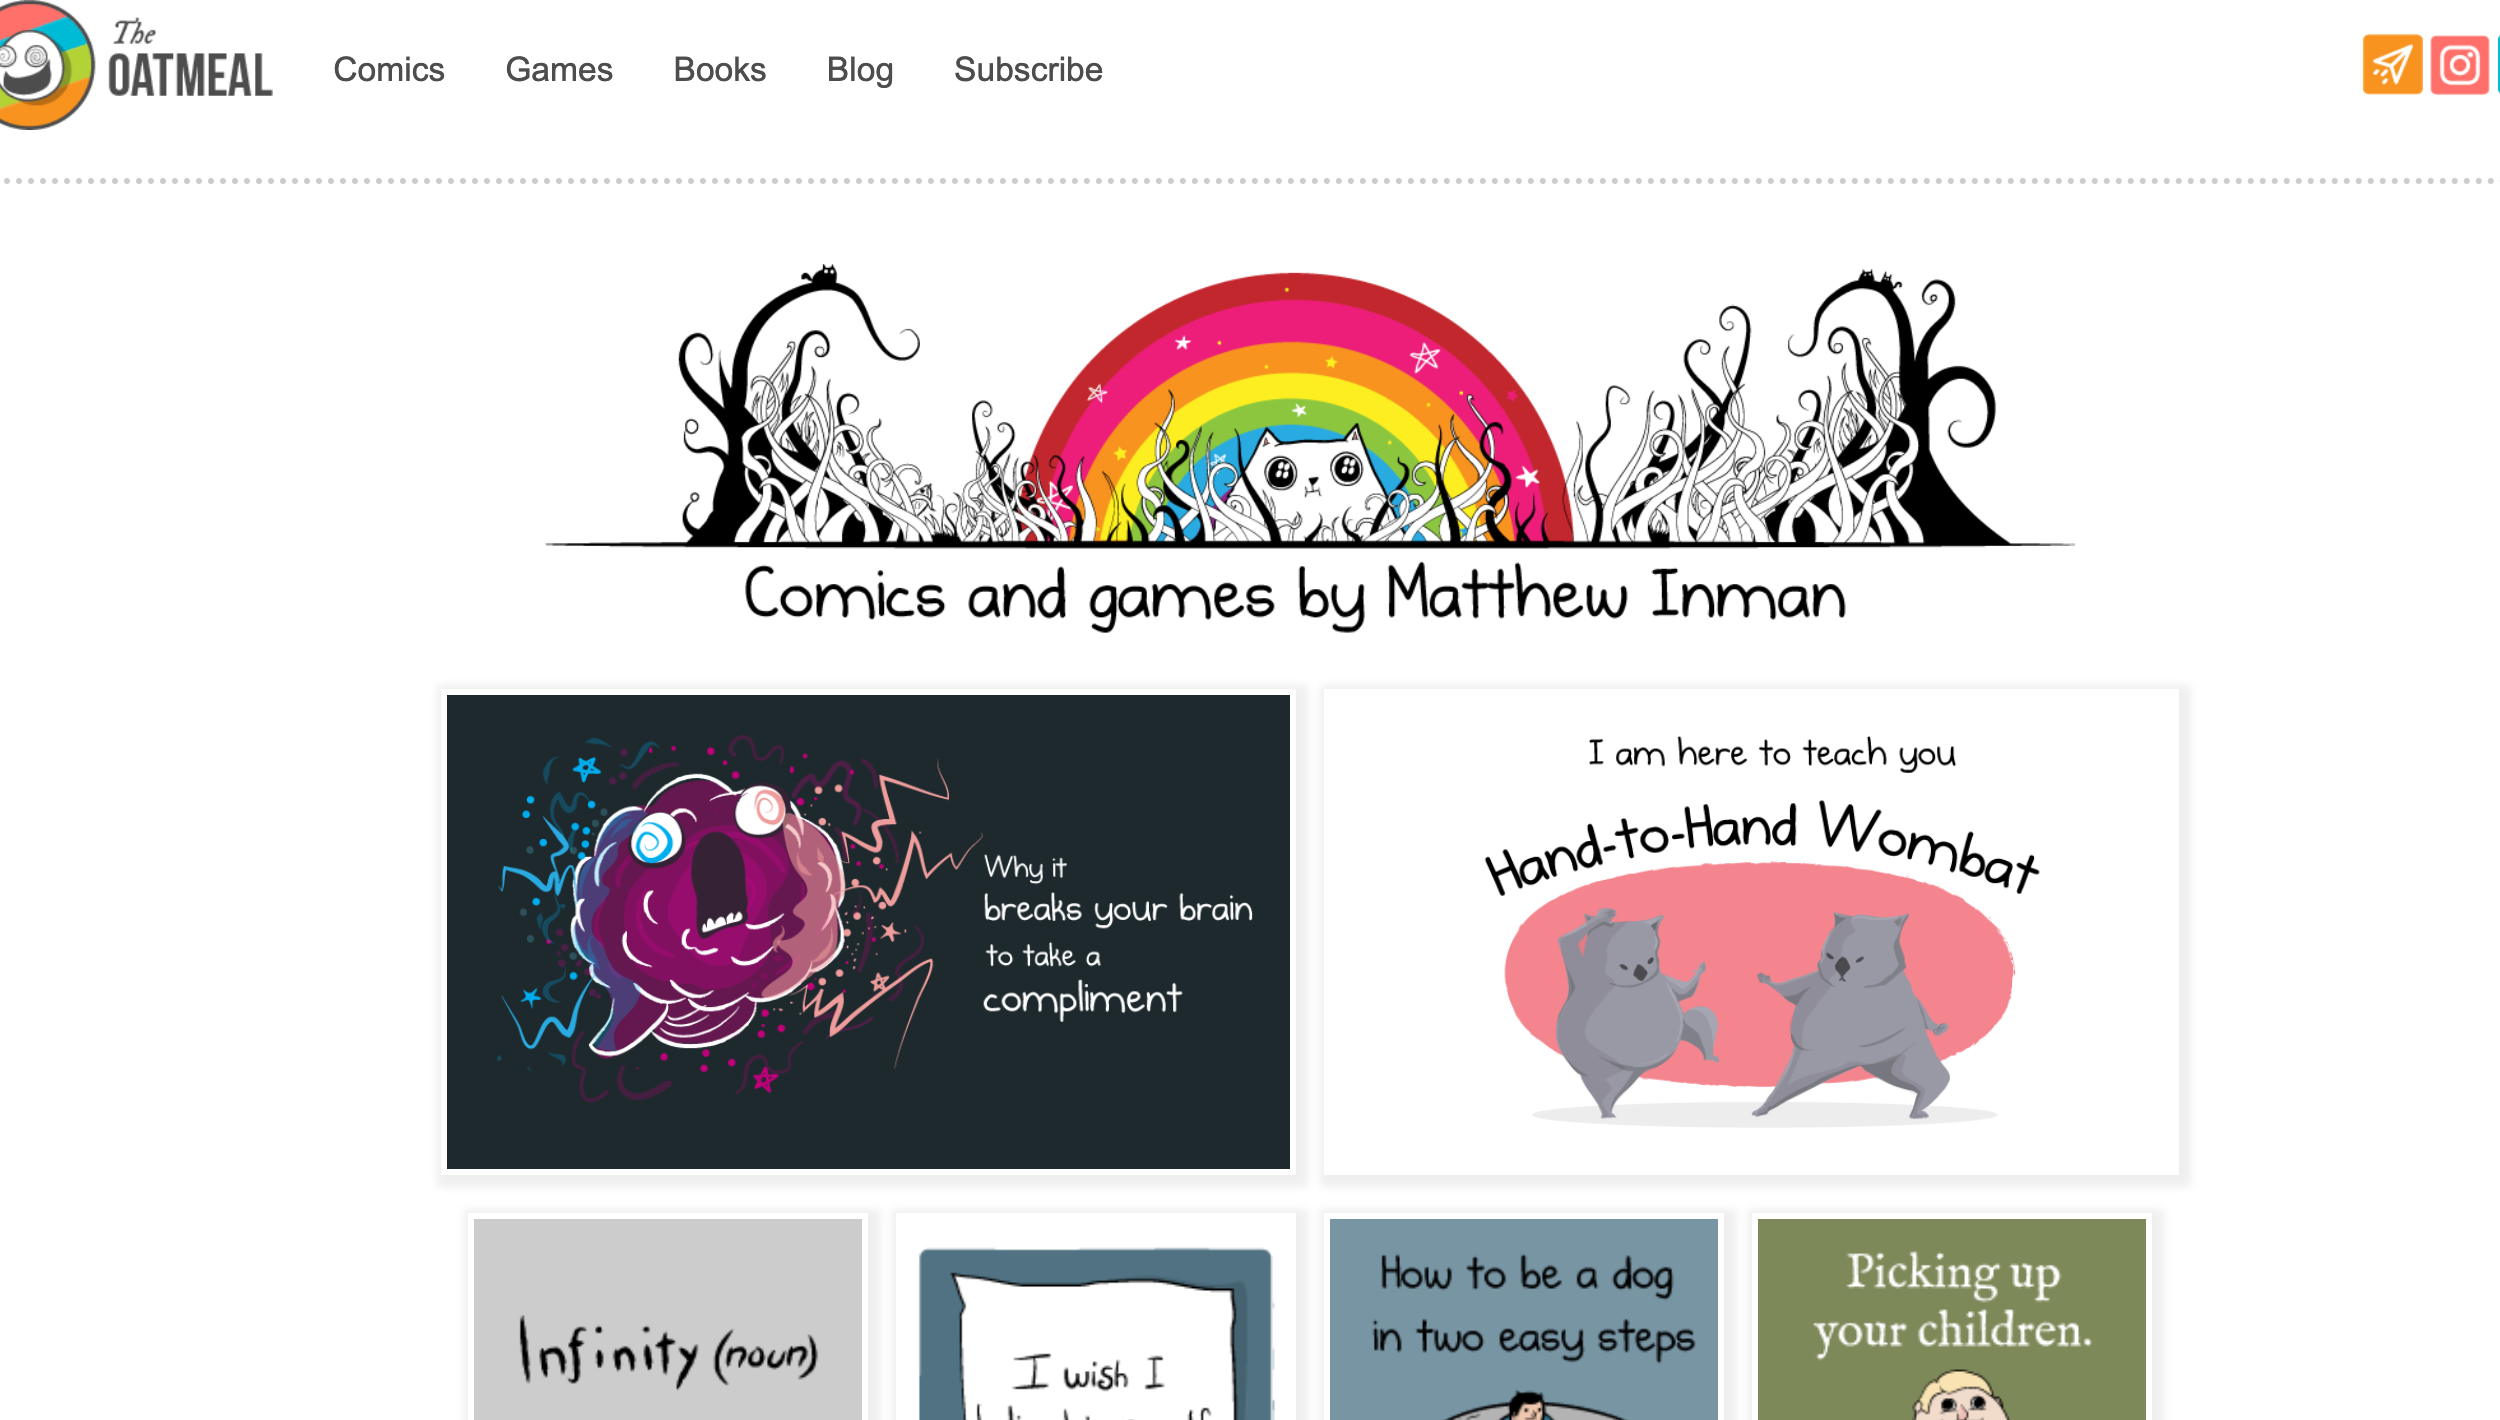 The
OATMEAL
Comics Games Books Blog Subscribe
Comics and games by Matthew Inman
Why it
breaks your brain
to take a
compliment
I am here to teach you
Hand-to-Hand Wombat
Infinity (noun)
I wish I
How to be a dog
in two easy steps
Picking up
your children.